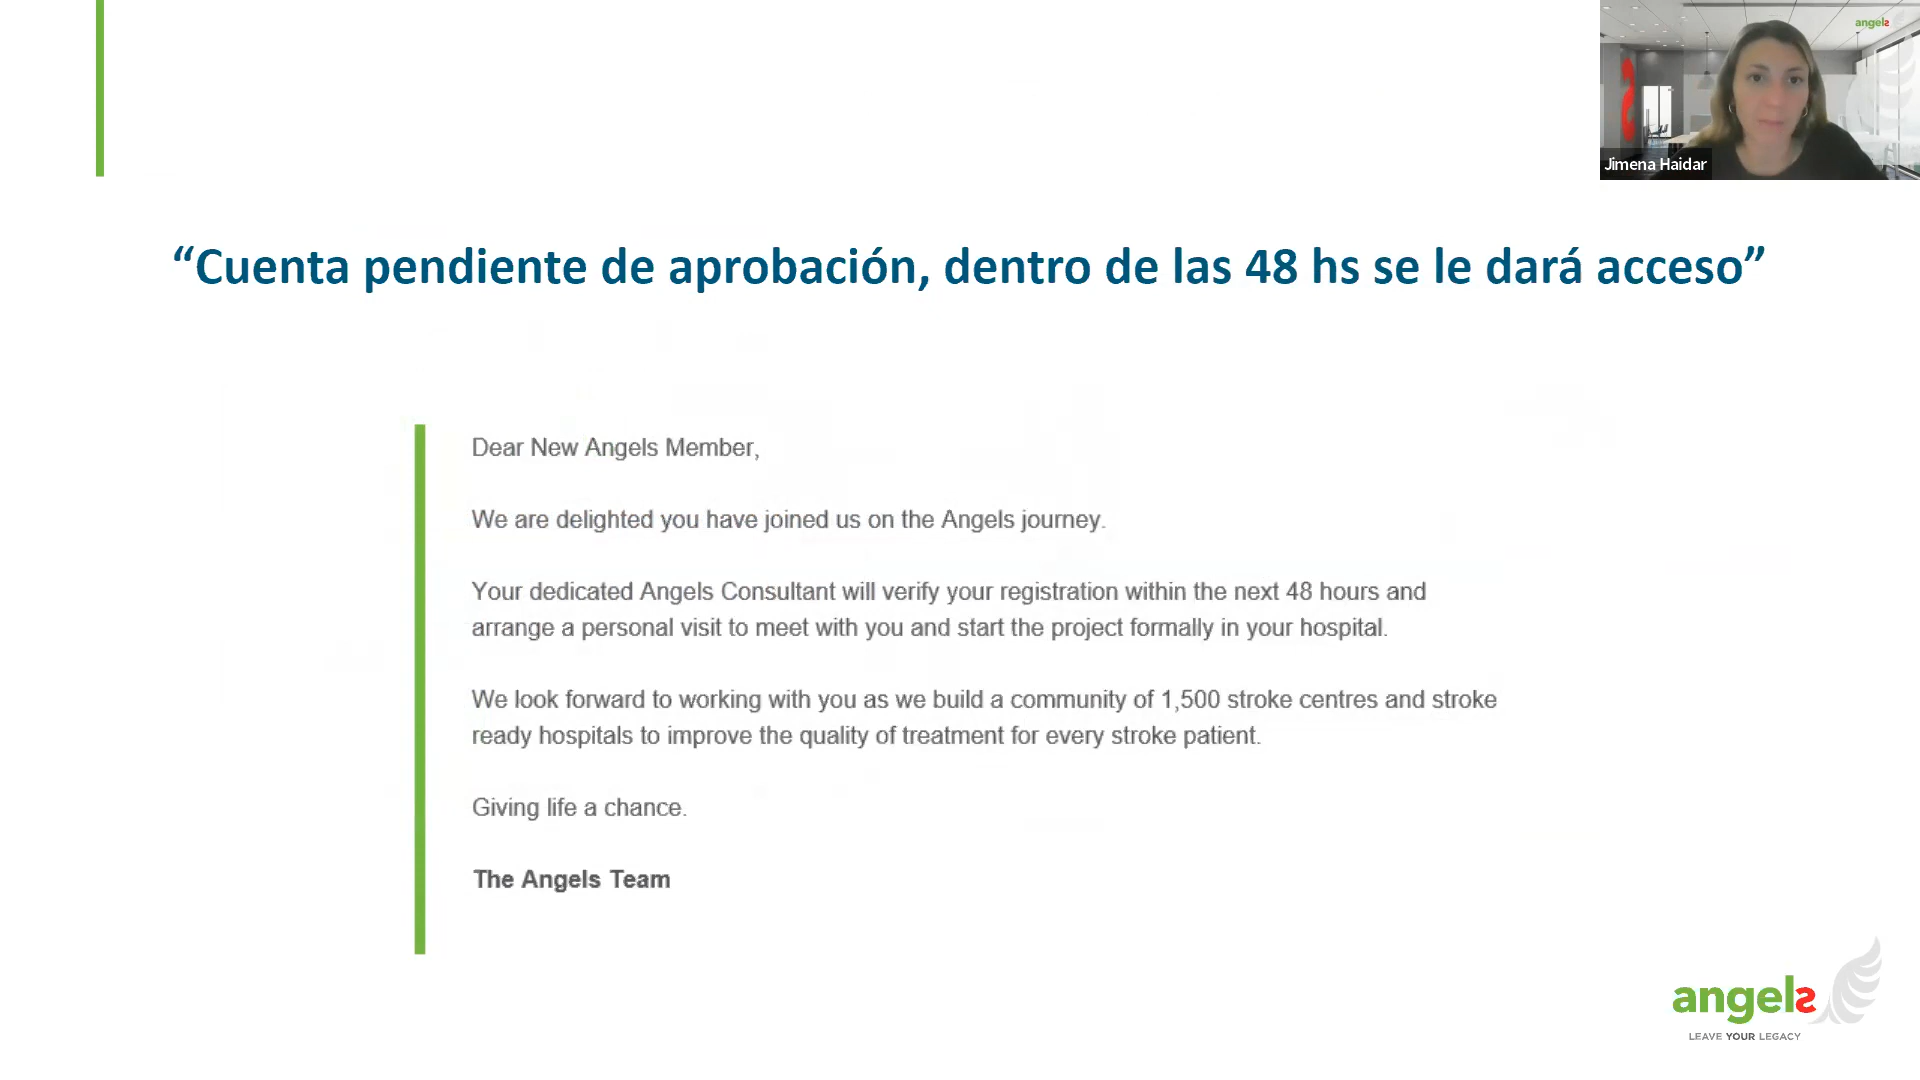 angels
Jimena Haidar
“Cuenta pendiente de aprobación, dentro de las 48 hs se le dará acceso”
Dear New Angels Member,
We are delighted you have joined us on the Angels journey.
Your dedicated Angels Consultant will verify your registration within the next 48 hours and
arrange a personal visit to meet with you and start the project formally in your hospital.
We look forward to working with you as we build a community of 1,500 stroke centres and stroke
ready hospitals to improve the quality of treatment for every stroke patient.
Giving life a chance.
The Angels Team
angels
LEAVE YOUR LEGACY